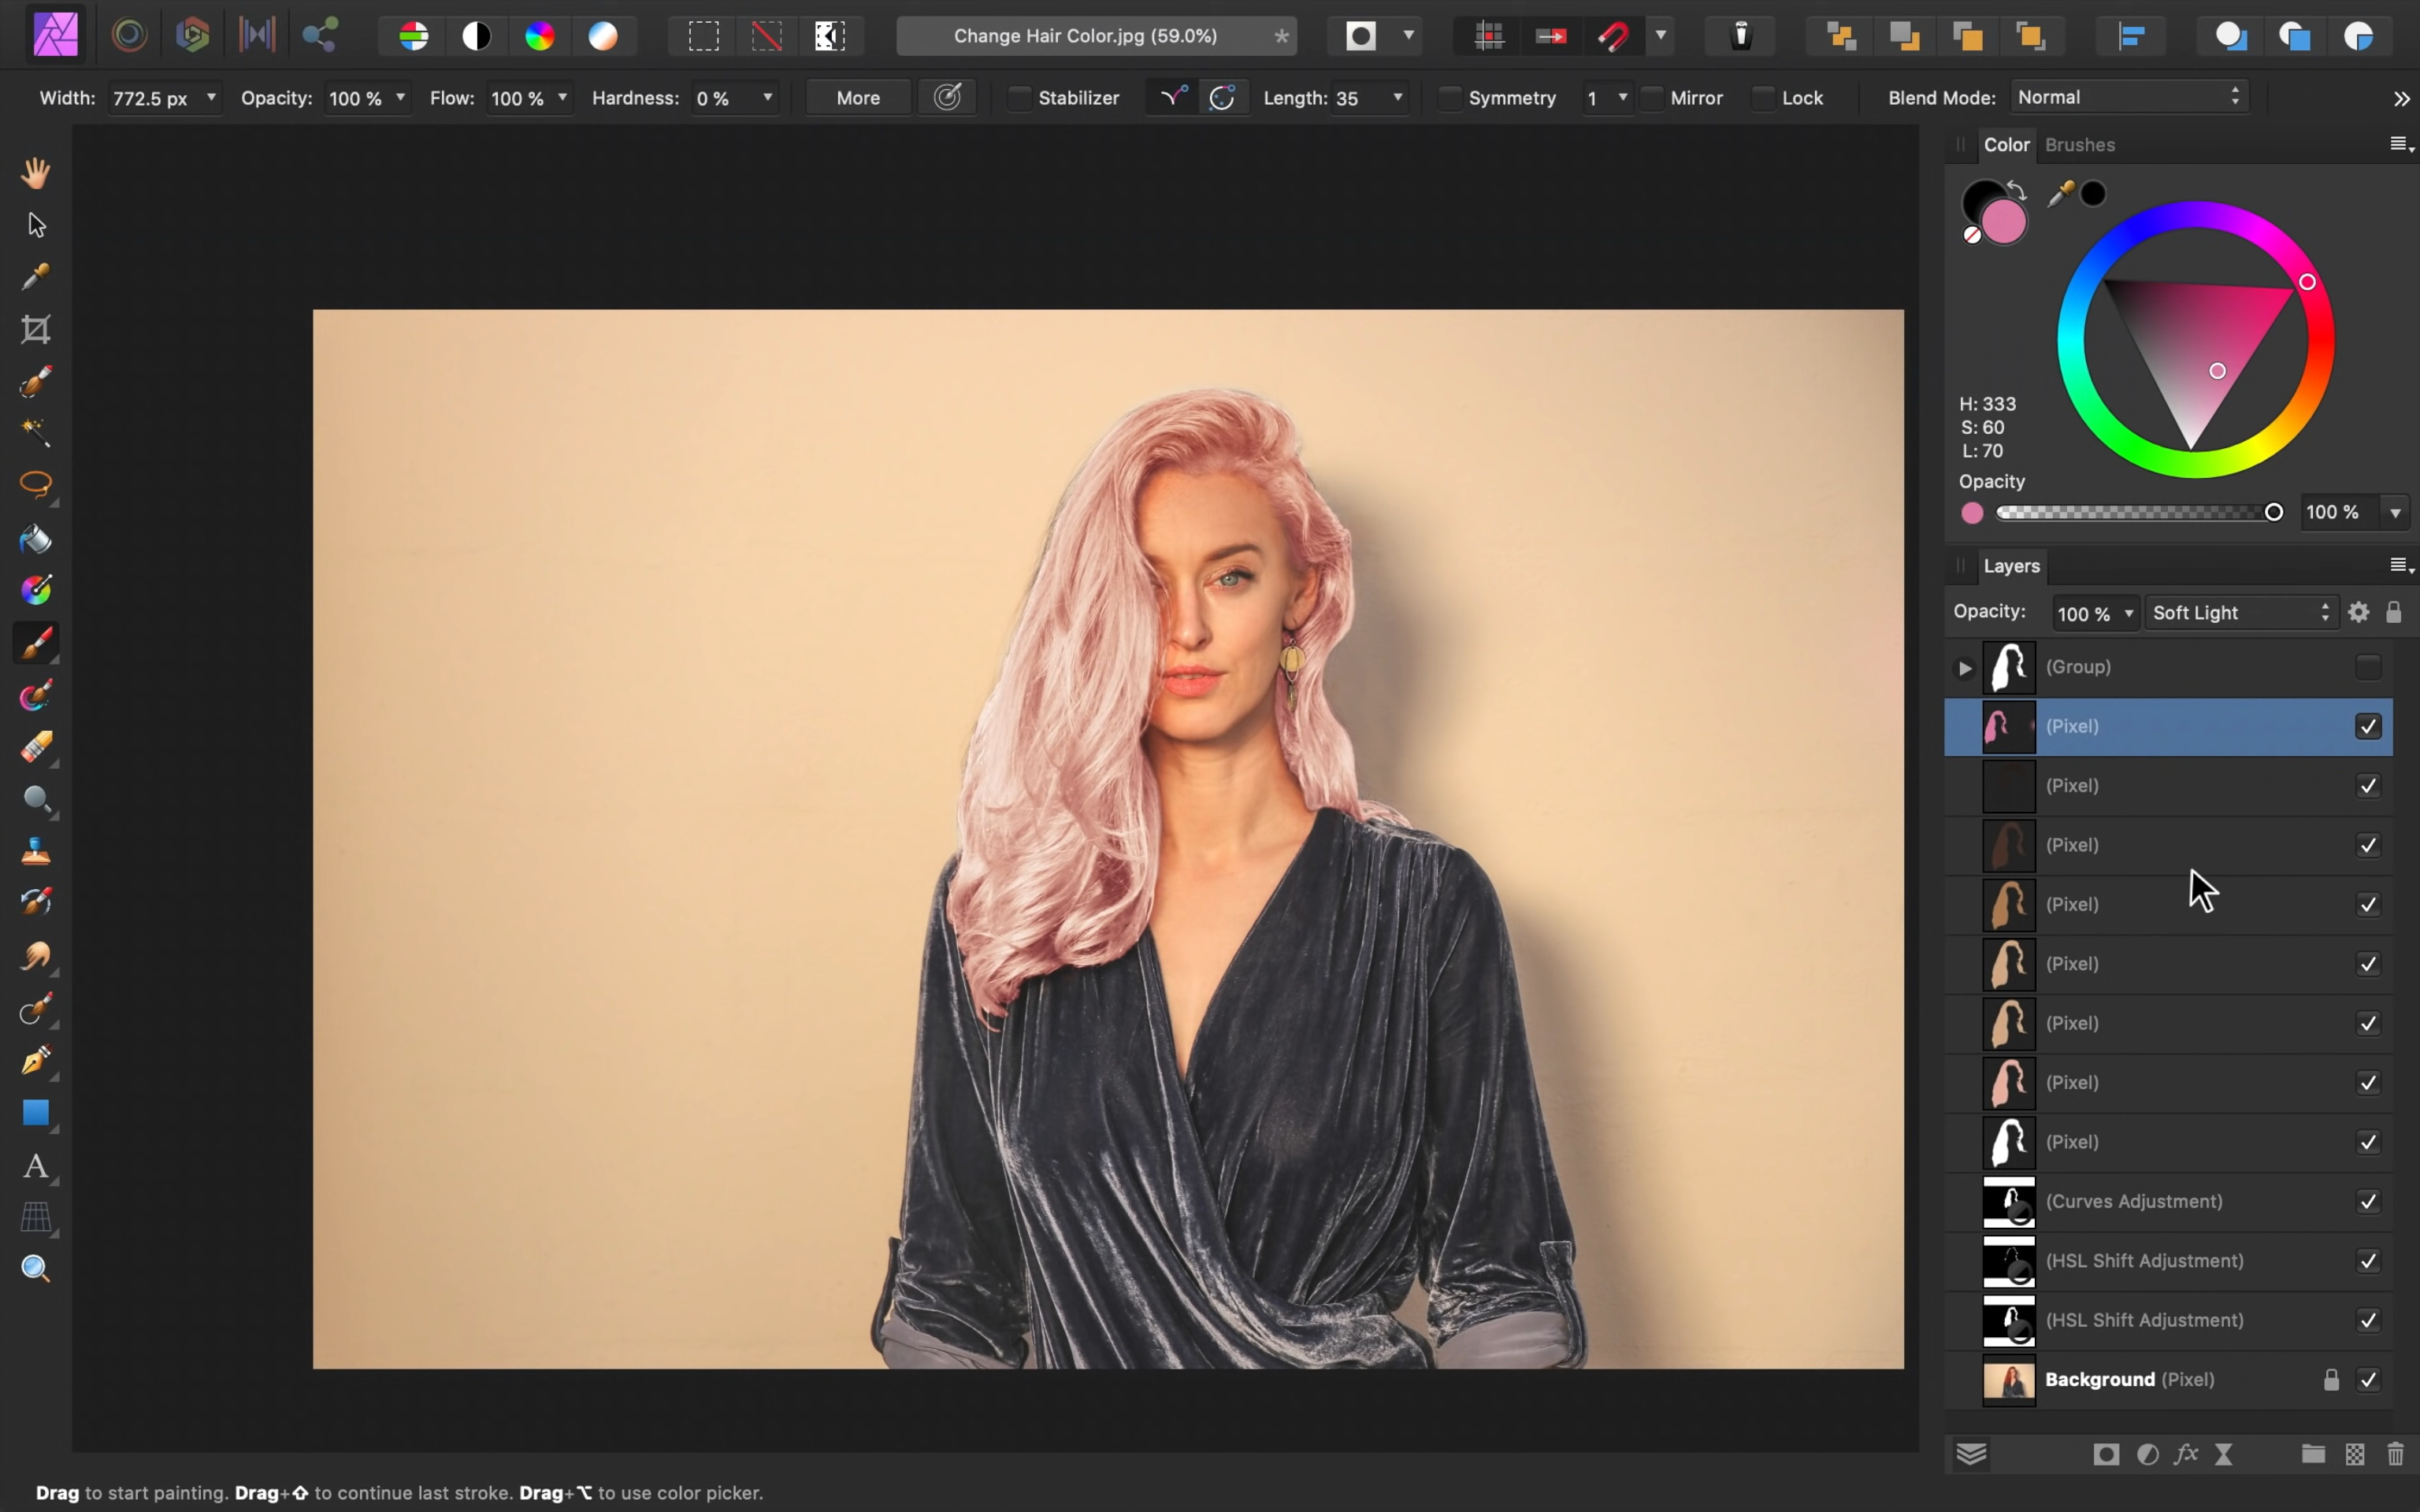 Change Hair Color.jpg (59.0%) *
Width: 772.5 px Opacity: 100 % Flow: 100 % Hardness: 0 % More Stabilizer Length: 35 Symmetry 1 Mirror Lock Blend Mode: Normal
Color Brushes
H: 333
S: 60
L: 70
Opacity
100 %
Layers
Opacity: 100 % Soft Light
(Group)
(Pixel)
(Pixel)
(Pixel)
(Pixel)
(Pixel)
(Pixel)
(Pixel)
(Pixel)
(Curves Adjustment)
(HSL Shift Adjustment)
(HSL Shift Adjustment)
Background (Pixel)
fx
A
Drag to start painting. Drag+⇧ to continue last stroke. Drag+⌥ to use color picker.